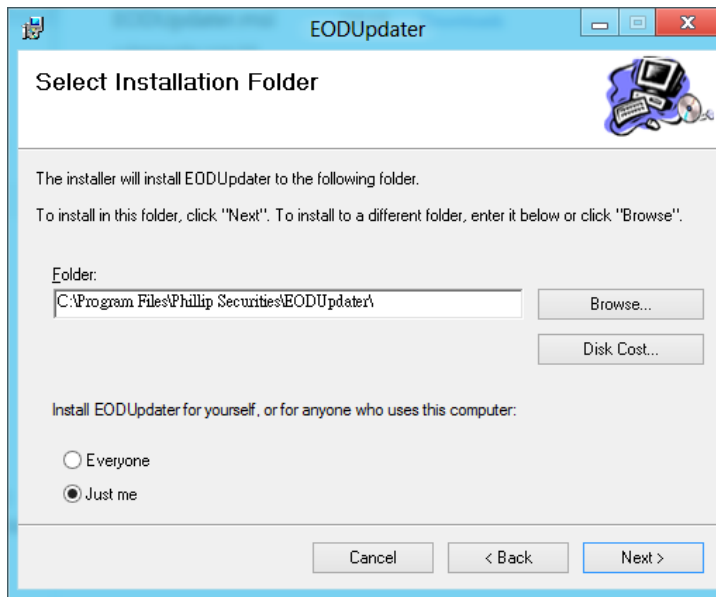 EODUpdater
Select Installation Folder
The installer will install EODUpdater to the following folder.
To install in this folder, click "Next". To install to a different folder, enter it below or click "Browse".
Folder:
C:\Program Files\Phillip Securities\EODUpdater\
Browse...
Disk Cost...
Install EODUpdater for yourself, or for anyone who uses this computer:
Everyone
Just me
Cancel
< Back
Next >